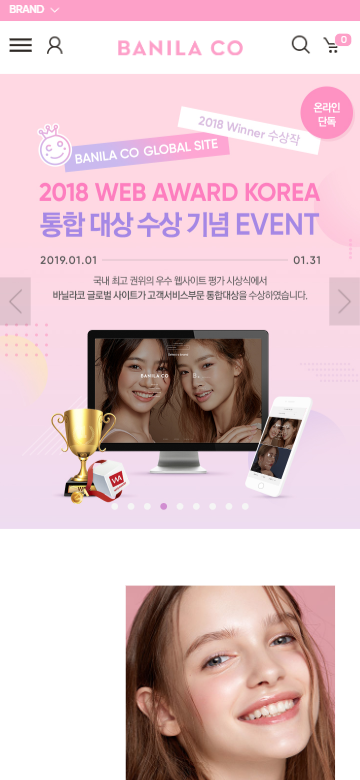 BRAND
BANILA CO
0
온라인
단독
2018 Winner 수상작
BANILA CO GLOBAL SITE
2018 WEB AWARD KOREA
통합 대상 수상 기념 EVENT
2019.01.01
01.31
국내 최고 권위의 우수 웹사이트 평가 시상식에서
바닐라코 글로벌 사이트가 고객서비스부문 통합대상을 수상하였습니다.
BANILA CO
WA